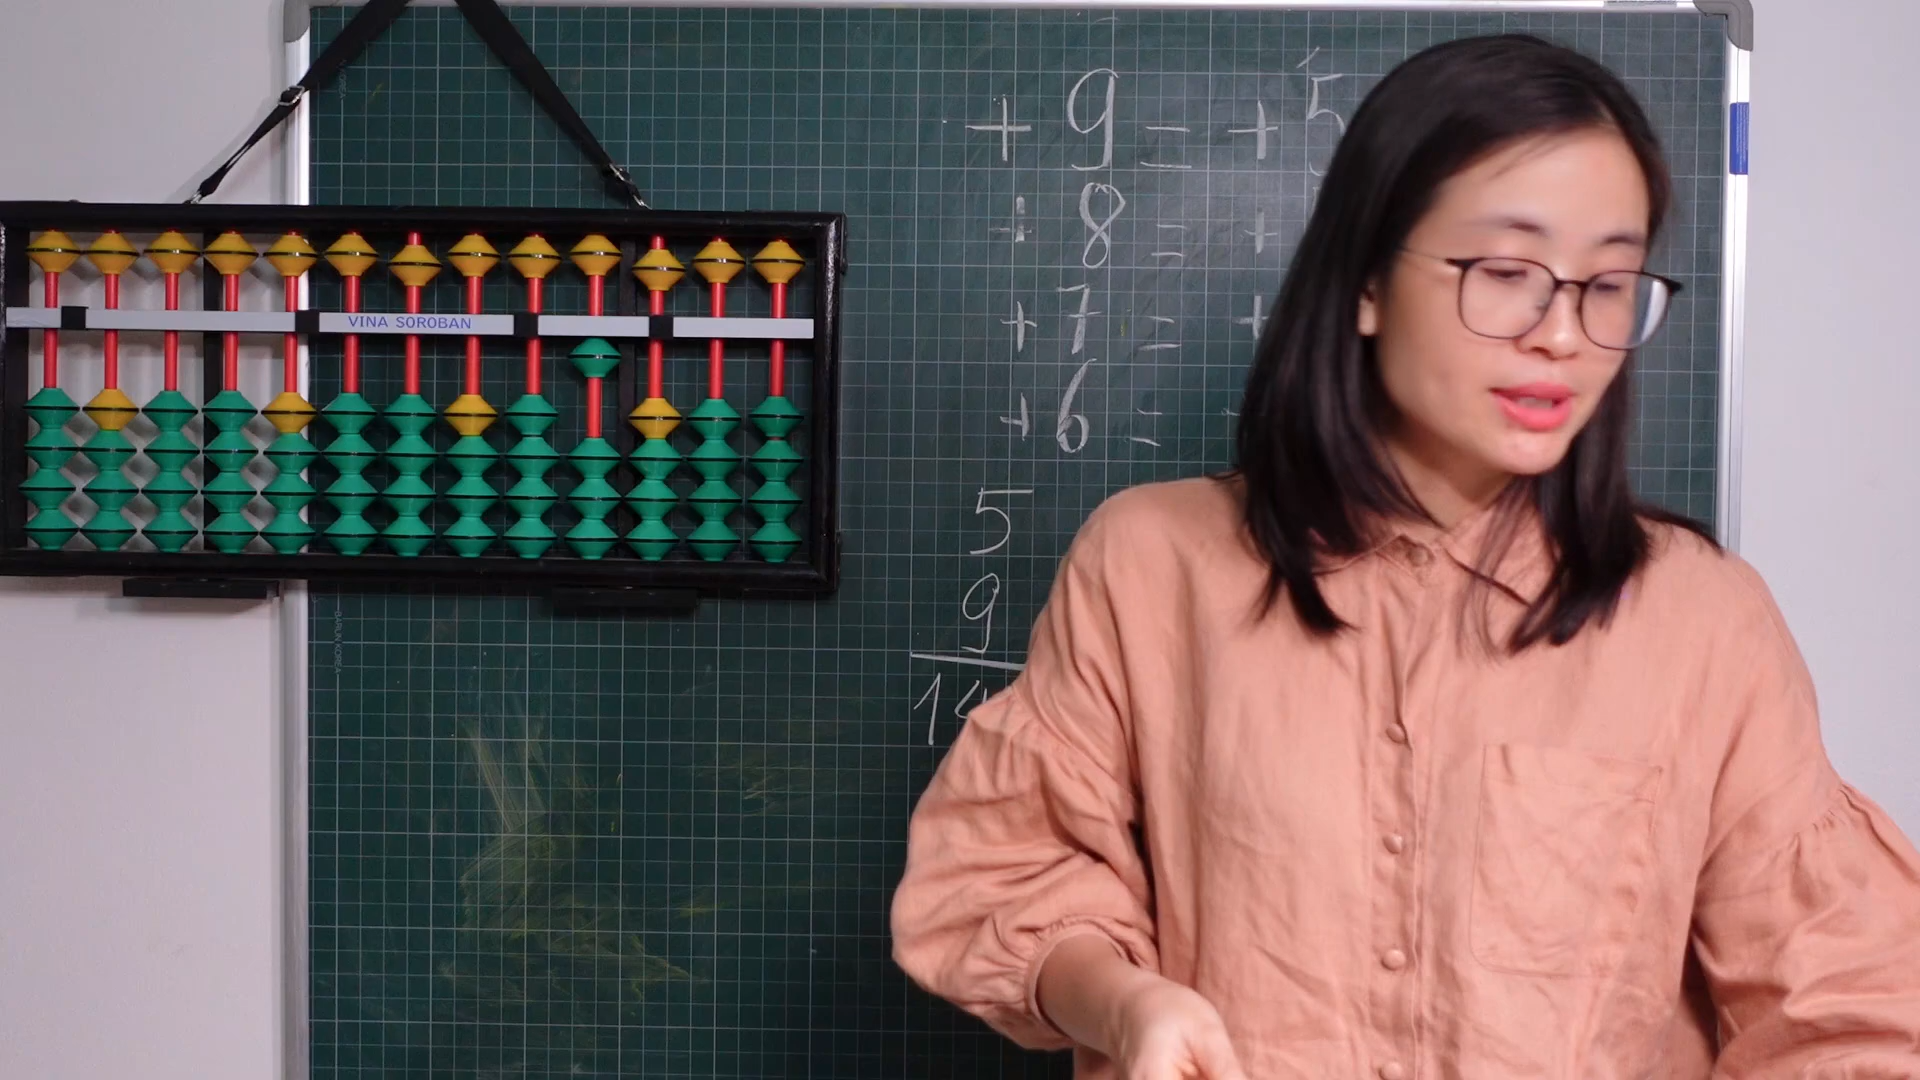 VINA SOROBAN
+ 9 = + 5
+ 8 = +
+ 7 = +
+ 6 =
5
9
14